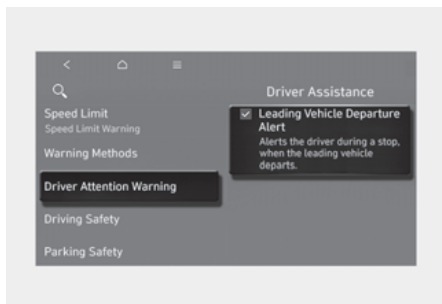 Driver Assistance
Speed Limit
Speed Limit Warning
Warning Methods
Driver Attention Warning
Driving Safety
Parking Safety
Leading Vehicle Departure
Alert
Alerts the driver during a stop,
when the leading vehicle
departs.